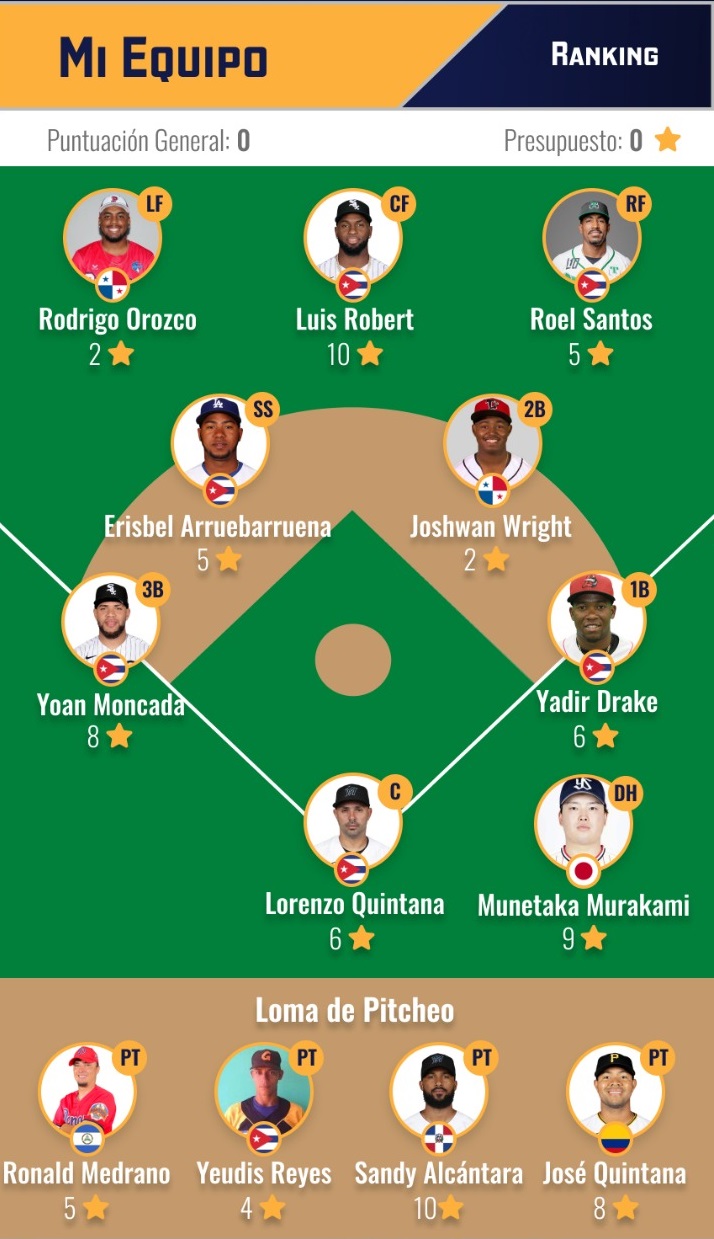 Mi Equipo
Ranking
Puntuación General: 0
Presupuesto: 0
LF
CF
RF
Rodrigo Orozco
Luis Robert
Roel Santos
2
10
5
SS
2B
Erisbel Arruebarruena
Joshwan Wright
5
2
3B
1B
Yoan Moncada
Yadir Drake
8
6
C
DH
Lorenzo Quintana
Munetaka Murakami
6
9
Loma de Pitcheo
PT
PT
PT
PT
Ronald Medrano
Yeudis Reyes
Sandy Alcántara
José Quintana
5
4
10
8